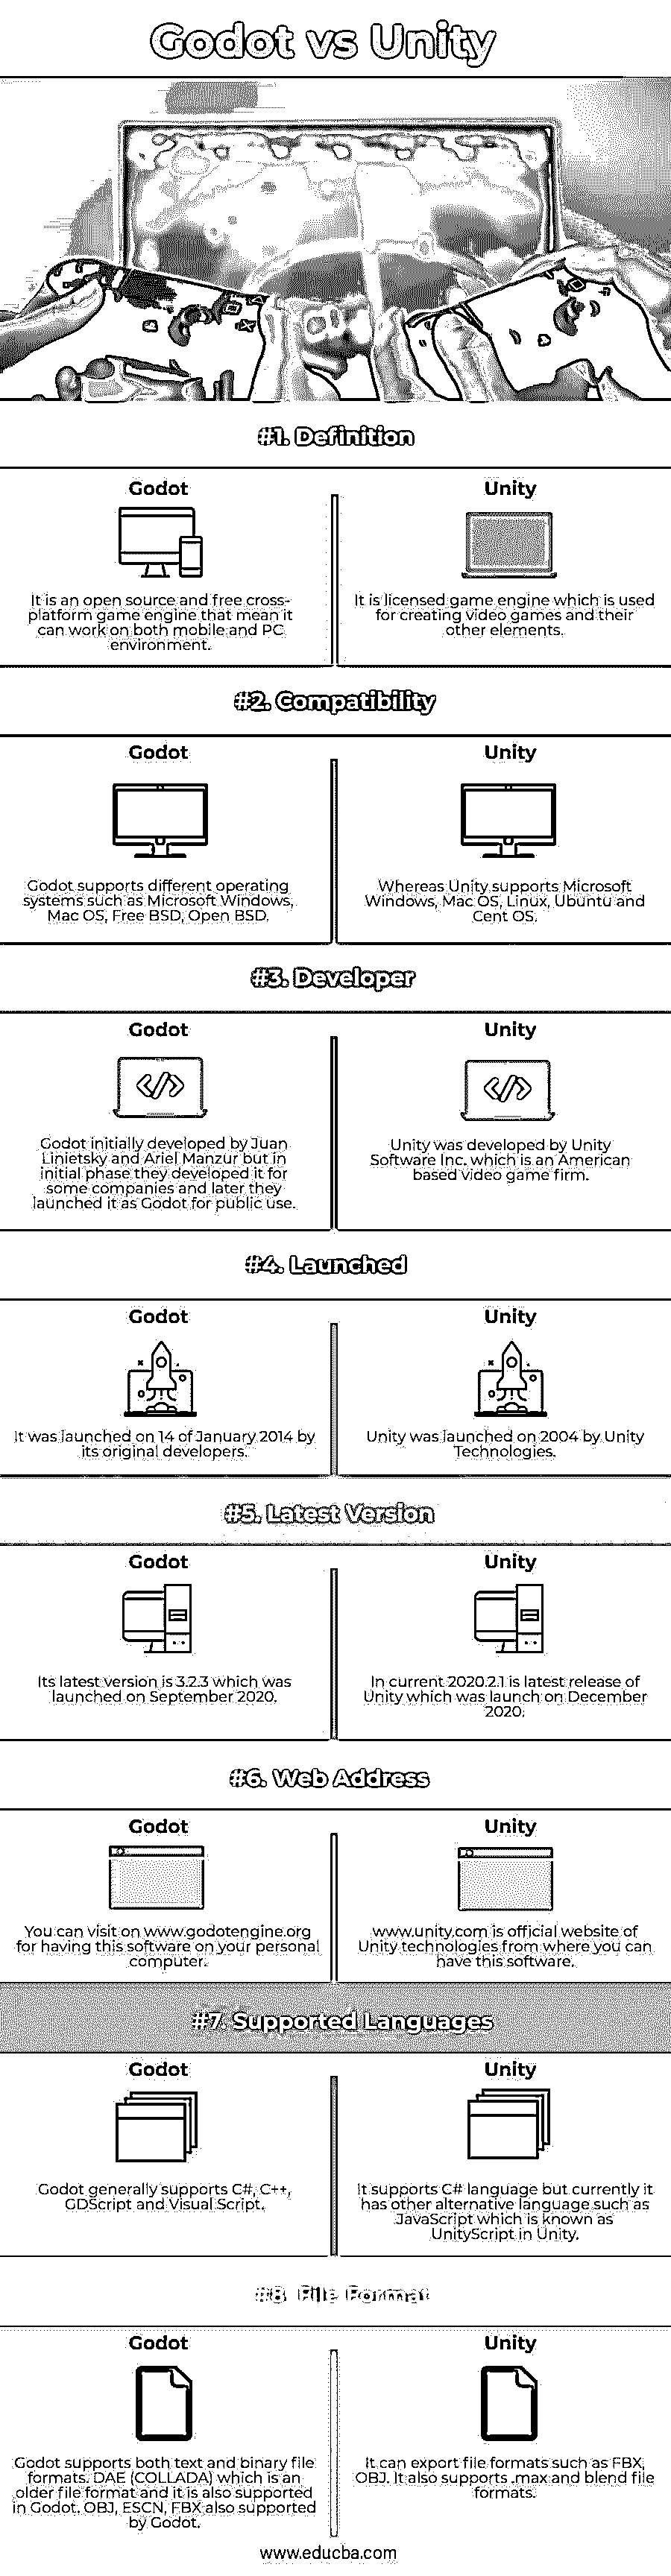 Godot vs Unity
#1. Definition
Godot
It is an open source and free cross-
platform game engine that mean it
can work on both mobile and PC
environment.
Unity
It is licensed game engine which is used
for creating video games and their
other elements.
#2. Compatibility
Godot
Godot supports different operating
systems such as Microsoft Windows,
Mac OS, Free BSD, Open BSD.
Unity
Whereas Unity supports Microsoft
Windows, Mac OS, Linux, Ubuntu and
Cent OS.
#3. Developer
Godot
Godot initially developed by Juan
Linietsky and Ariel Manzur but in
initial phase they developed it for
some companies and later they
launched it as Godot for public use.
Unity
Unity was developed by Unity
Software Inc. which is an American
based video game firm.
#4. Launched
Godot
It was launched on 14 of January 2014 by
its original developers.
Unity
Unity was launched on 2004 by Unity
Technologies.
#5. Latest Version
Godot
Its latest version is 3.2.3 which was
launched on September 2020.
Unity
In current 2020.2.1 is latest release of
Unity which was launch on December
2020.
#6. Web Address
Godot
You can visit on www.godotengine.org
for having this software on your personal
computer.
Unity
www.unity.com is official website of
Unity technologies from where you can
have this software.
#7. Supported Languages
Godot
Godot generally supports C#, C++,
GDScript and Visual Script.
Unity
It supports C# language but currently it
has other alternative language such as
JavaScript which is known as
UnityScript in Unity.
#8. File Format
Godot
Godot supports both text and binary file
formats. DAE (COLLADA) which is an
older file format and it is also supported
in Godot. OBJ, ESCN, FBX also supported
by Godot.
Unity
It can export file formats such as FBX,
OBJ. It also supports .max and blend file
formats.
www.educba.com